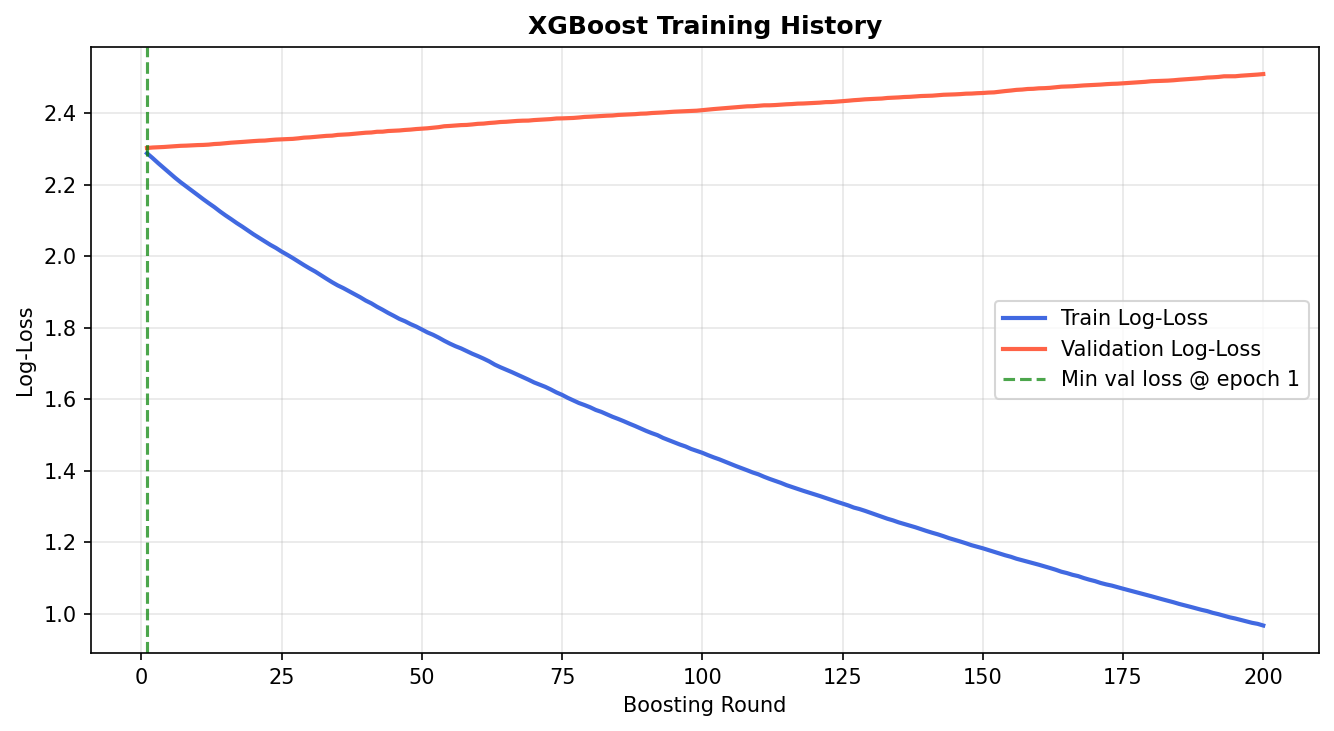 XGBoost Training History
Log-Loss
2.4
2.2
2.0
1.8
1.6
1.4
1.2
1.0
Train Log-Loss
Validation Log-Loss
Min val loss @ epoch 1
0 25 50 75 100 125 150 175 200
Boosting Round